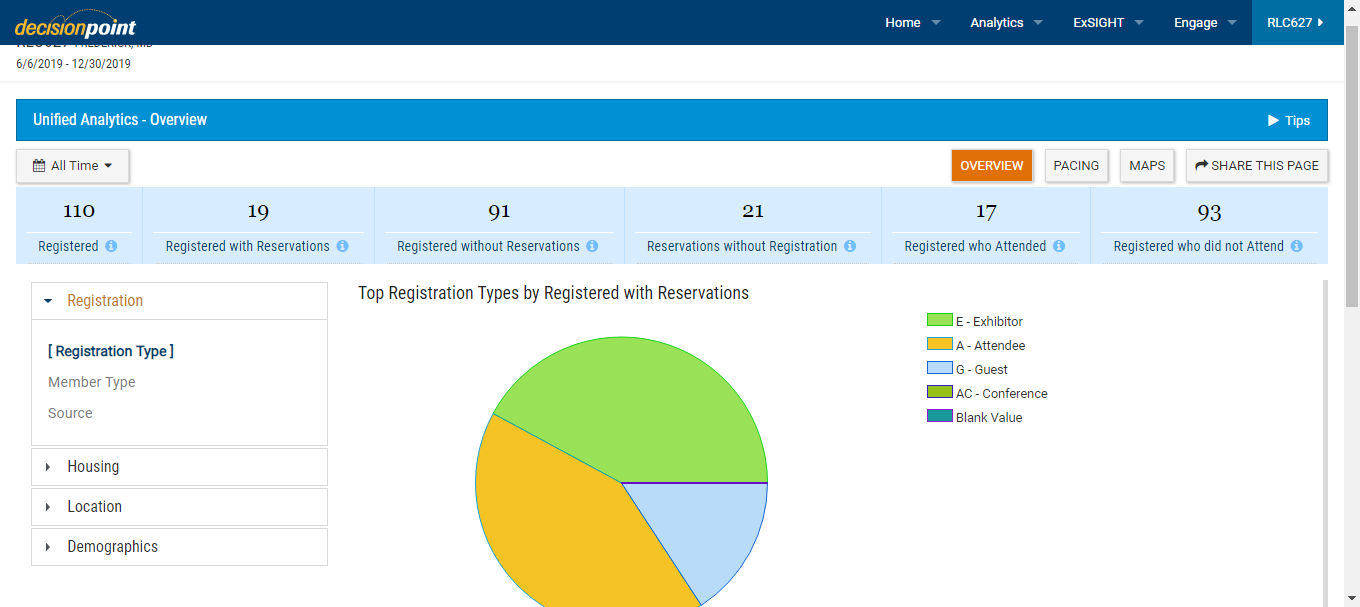 decisionpoint
Home Analytics ExSIGHT Engage RLC627
RLC627 FREDERICK, MD
6/6/2019 - 12/30/2019
Unified Analytics - Overview
Tips
All Time
OVERVIEW PACING MAPS SHARE THIS PAGE
110 19 91 21 17 93
Registered Registered with Reservations Registered without Reservations Reservations without Registration Registered who Attended Registered who did not Attend
Registration
[ Registration Type ]
Member Type
Source
Housing
Location
Demographics
Top Registration Types by Registered with Reservations
E - Exhibitor
A - Attendee
G - Guest
AC - Conference
Blank Value